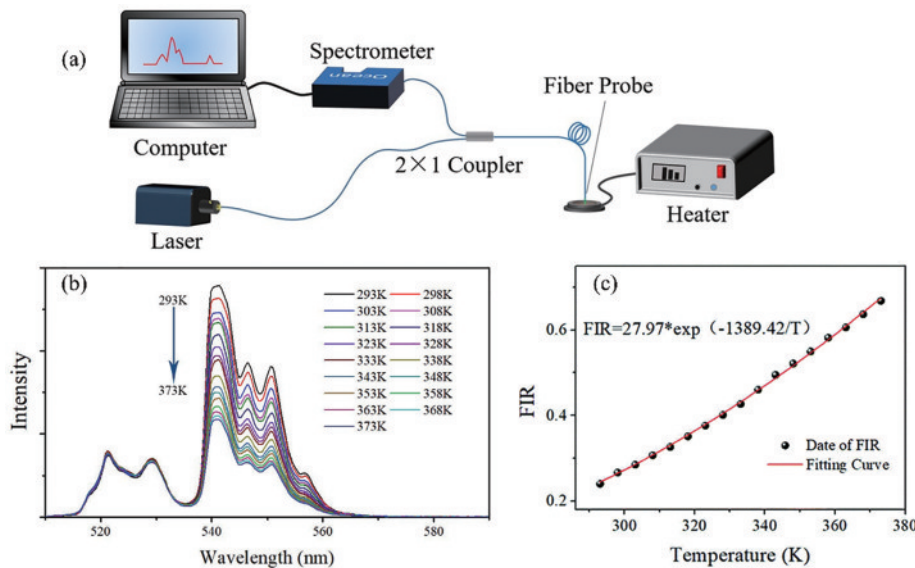 (a)
Spectrometer
Ocean
Fiber Probe
Computer
2×1 Coupler
Laser
Heater
(b)
293K
373K
293K 298K
303K 308K
313K 318K
323K 328K
333K 338K
343K 348K
353K 358K
363K 368K
373K
Intensity
520 540 560 580
Wavelength (nm)
(c)
FIR=27.97*exp（-1389.42/T）
FIR
0.6
0.4
0.2
Date of FIR
Fitting Curve
300 320 340 360 380
Temperature (K)